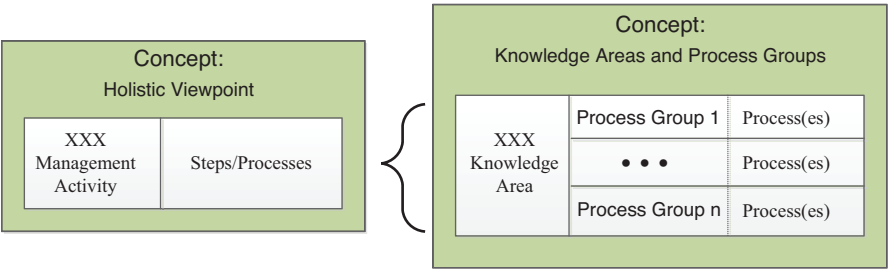 Concept:
Holistic Viewpoint
XXX
Management
Activity
Steps/Processes
Concept:
Knowledge Areas and Process Groups
XXX
Knowledge
Area
Process Group 1
Process(es)
• • •
Process(es)
Process Group n
Process(es)